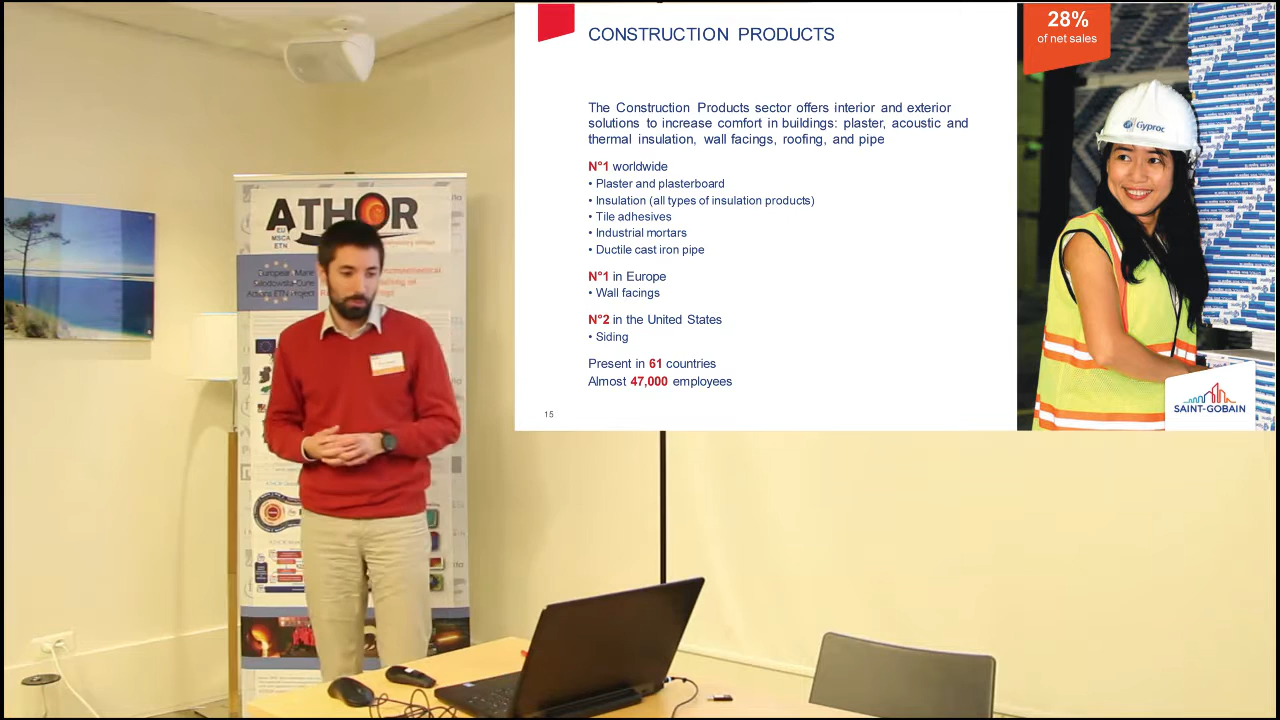 CONSTRUCTION PRODUCTS
28%
of net sales
The Construction Products sector offers interior and exterior
solutions to increase comfort in buildings: plaster, acoustic and
thermal insulation, wall facings, roofing, and pipe
N°1 worldwide
• Plaster and plasterboard
• Insulation (all types of insulation products)
• Tile adhesives
• Industrial mortars
• Ductile cast iron pipe
N°1 in Europe
• Wall facings
N°2 in the United States
• Siding
Present in 61 countries
Almost 47,000 employees
15
Gyproc
SAINT-GOBAIN
ATHOR
EU
MSCA
ETN
European Marie
Sklodowska-Curie
Actions ETN Project